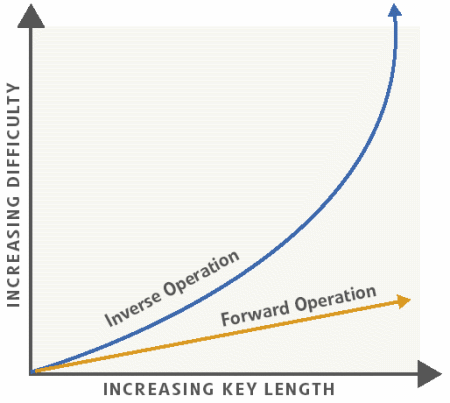 INCREASING DIFFICULTY
Inverse Operation
Forward Operation
INCREASING KEY LENGTH